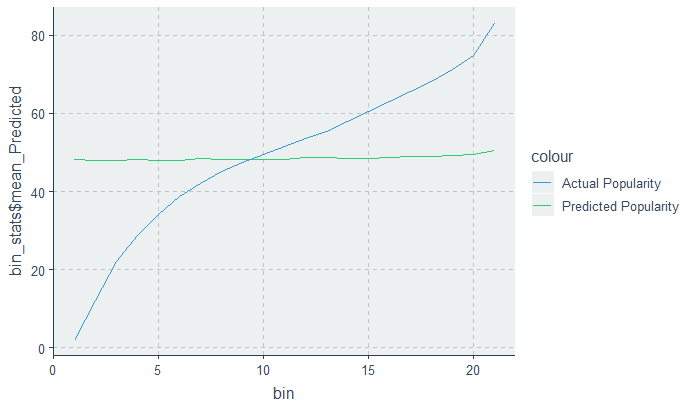 bin_stats$mean_Predicted
80
60
40
20
0
0 5 10 15 20
bin
colour
Actual Popularity
Predicted Popularity